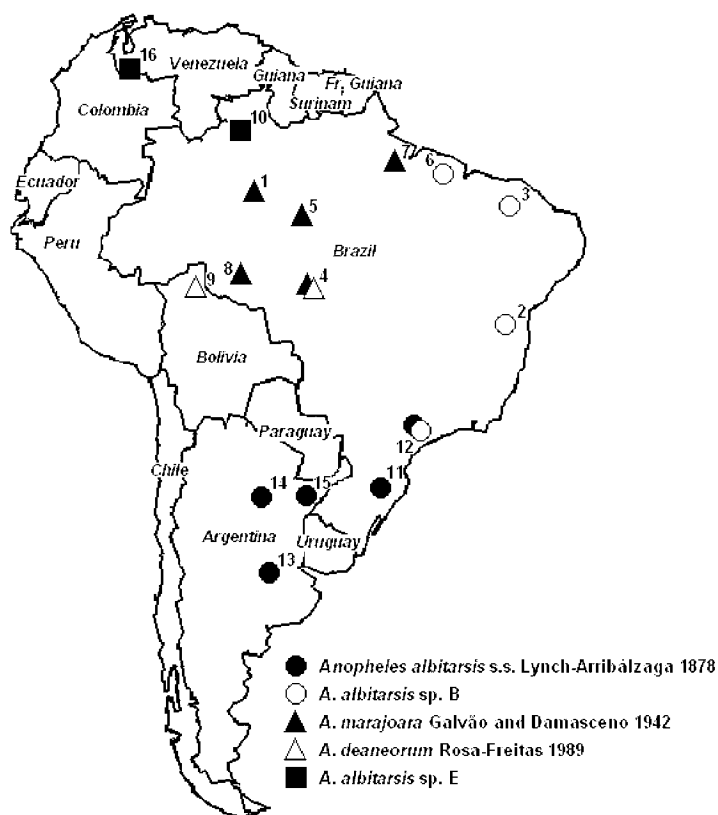 16
Venezuela
Guiana
Fr, Guiana
Surinam
Colombia
10
7
6
Ecuador
1
3
5
Peru
Brazil
8
9
4
2
Bolivia
Paraguay
12
Chile
14
15
11
Argentina
Uruguay
13
Anopheles albitarsis s.s. Lynch-Arribálzaga 1878
A. albitarsis sp. B
A. marajoara Galvão and Damasceno 1942
A. deaneorum Rosa-Freitas 1989
A. albitarsis sp. E